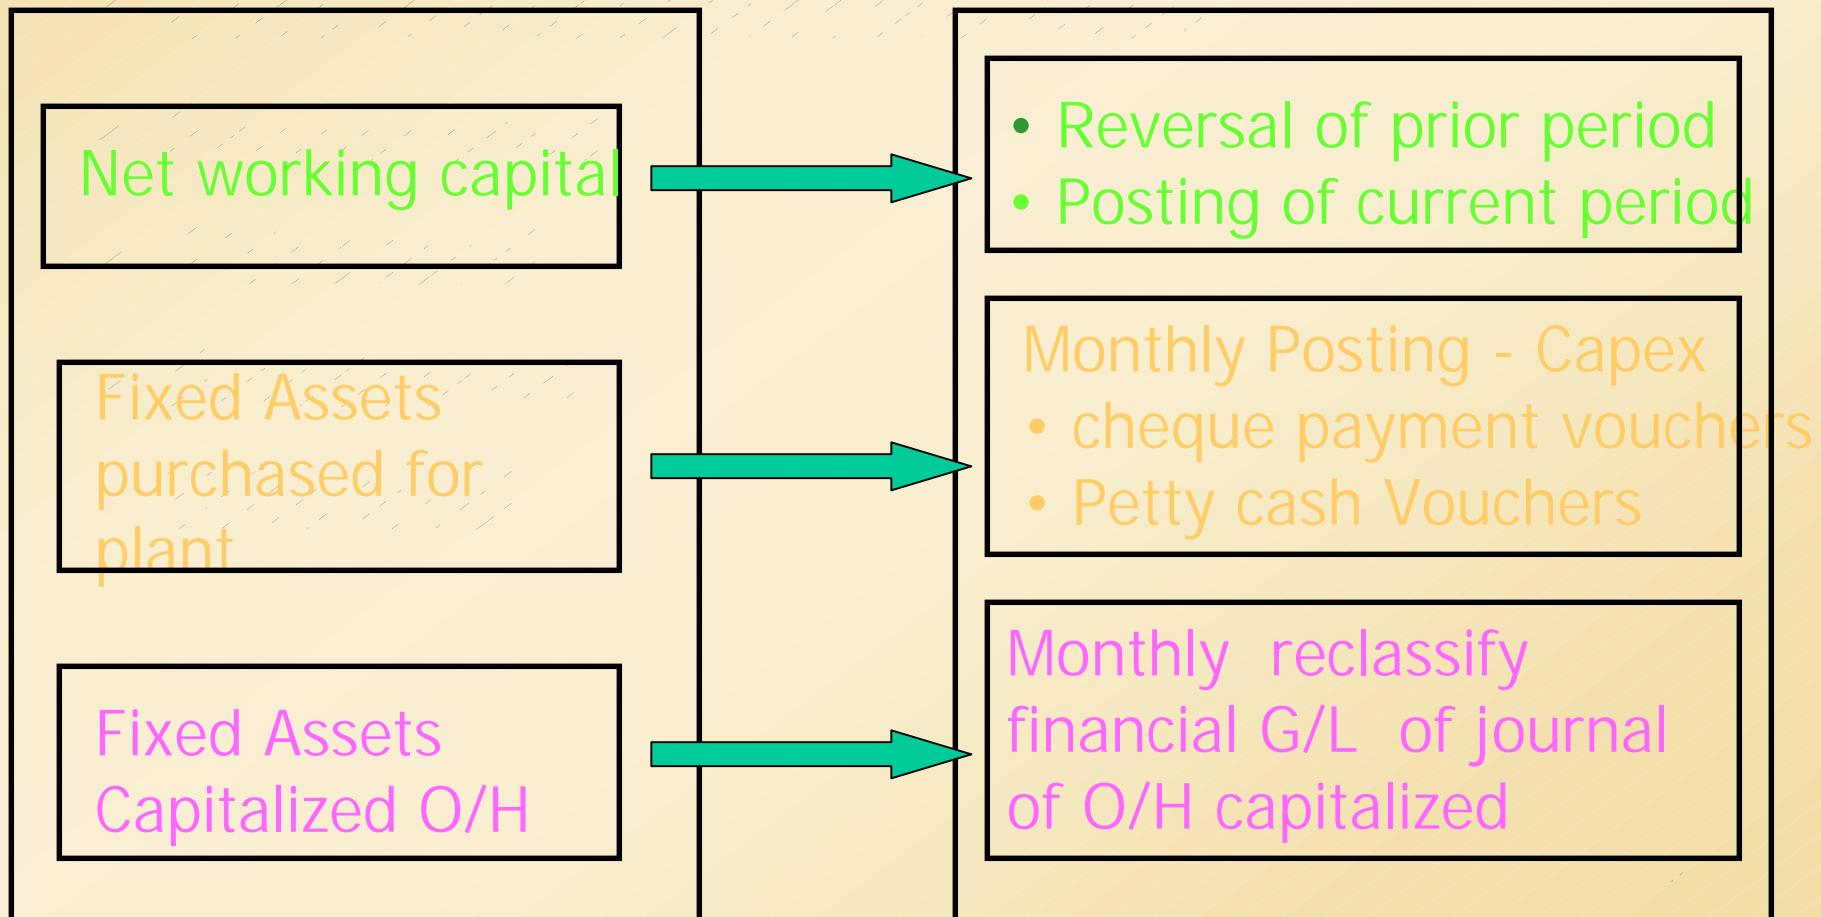 Net working capital
• Reversal of prior period
• Posting of current period
Fixed Assets
purchased for
plant
Monthly Posting - Capex
• cheque payment vouchers
• Petty cash Vouchers
Fixed Assets
Capitalized O/H
Monthly  reclassify
financial G/L  of journal
of O/H capitalized